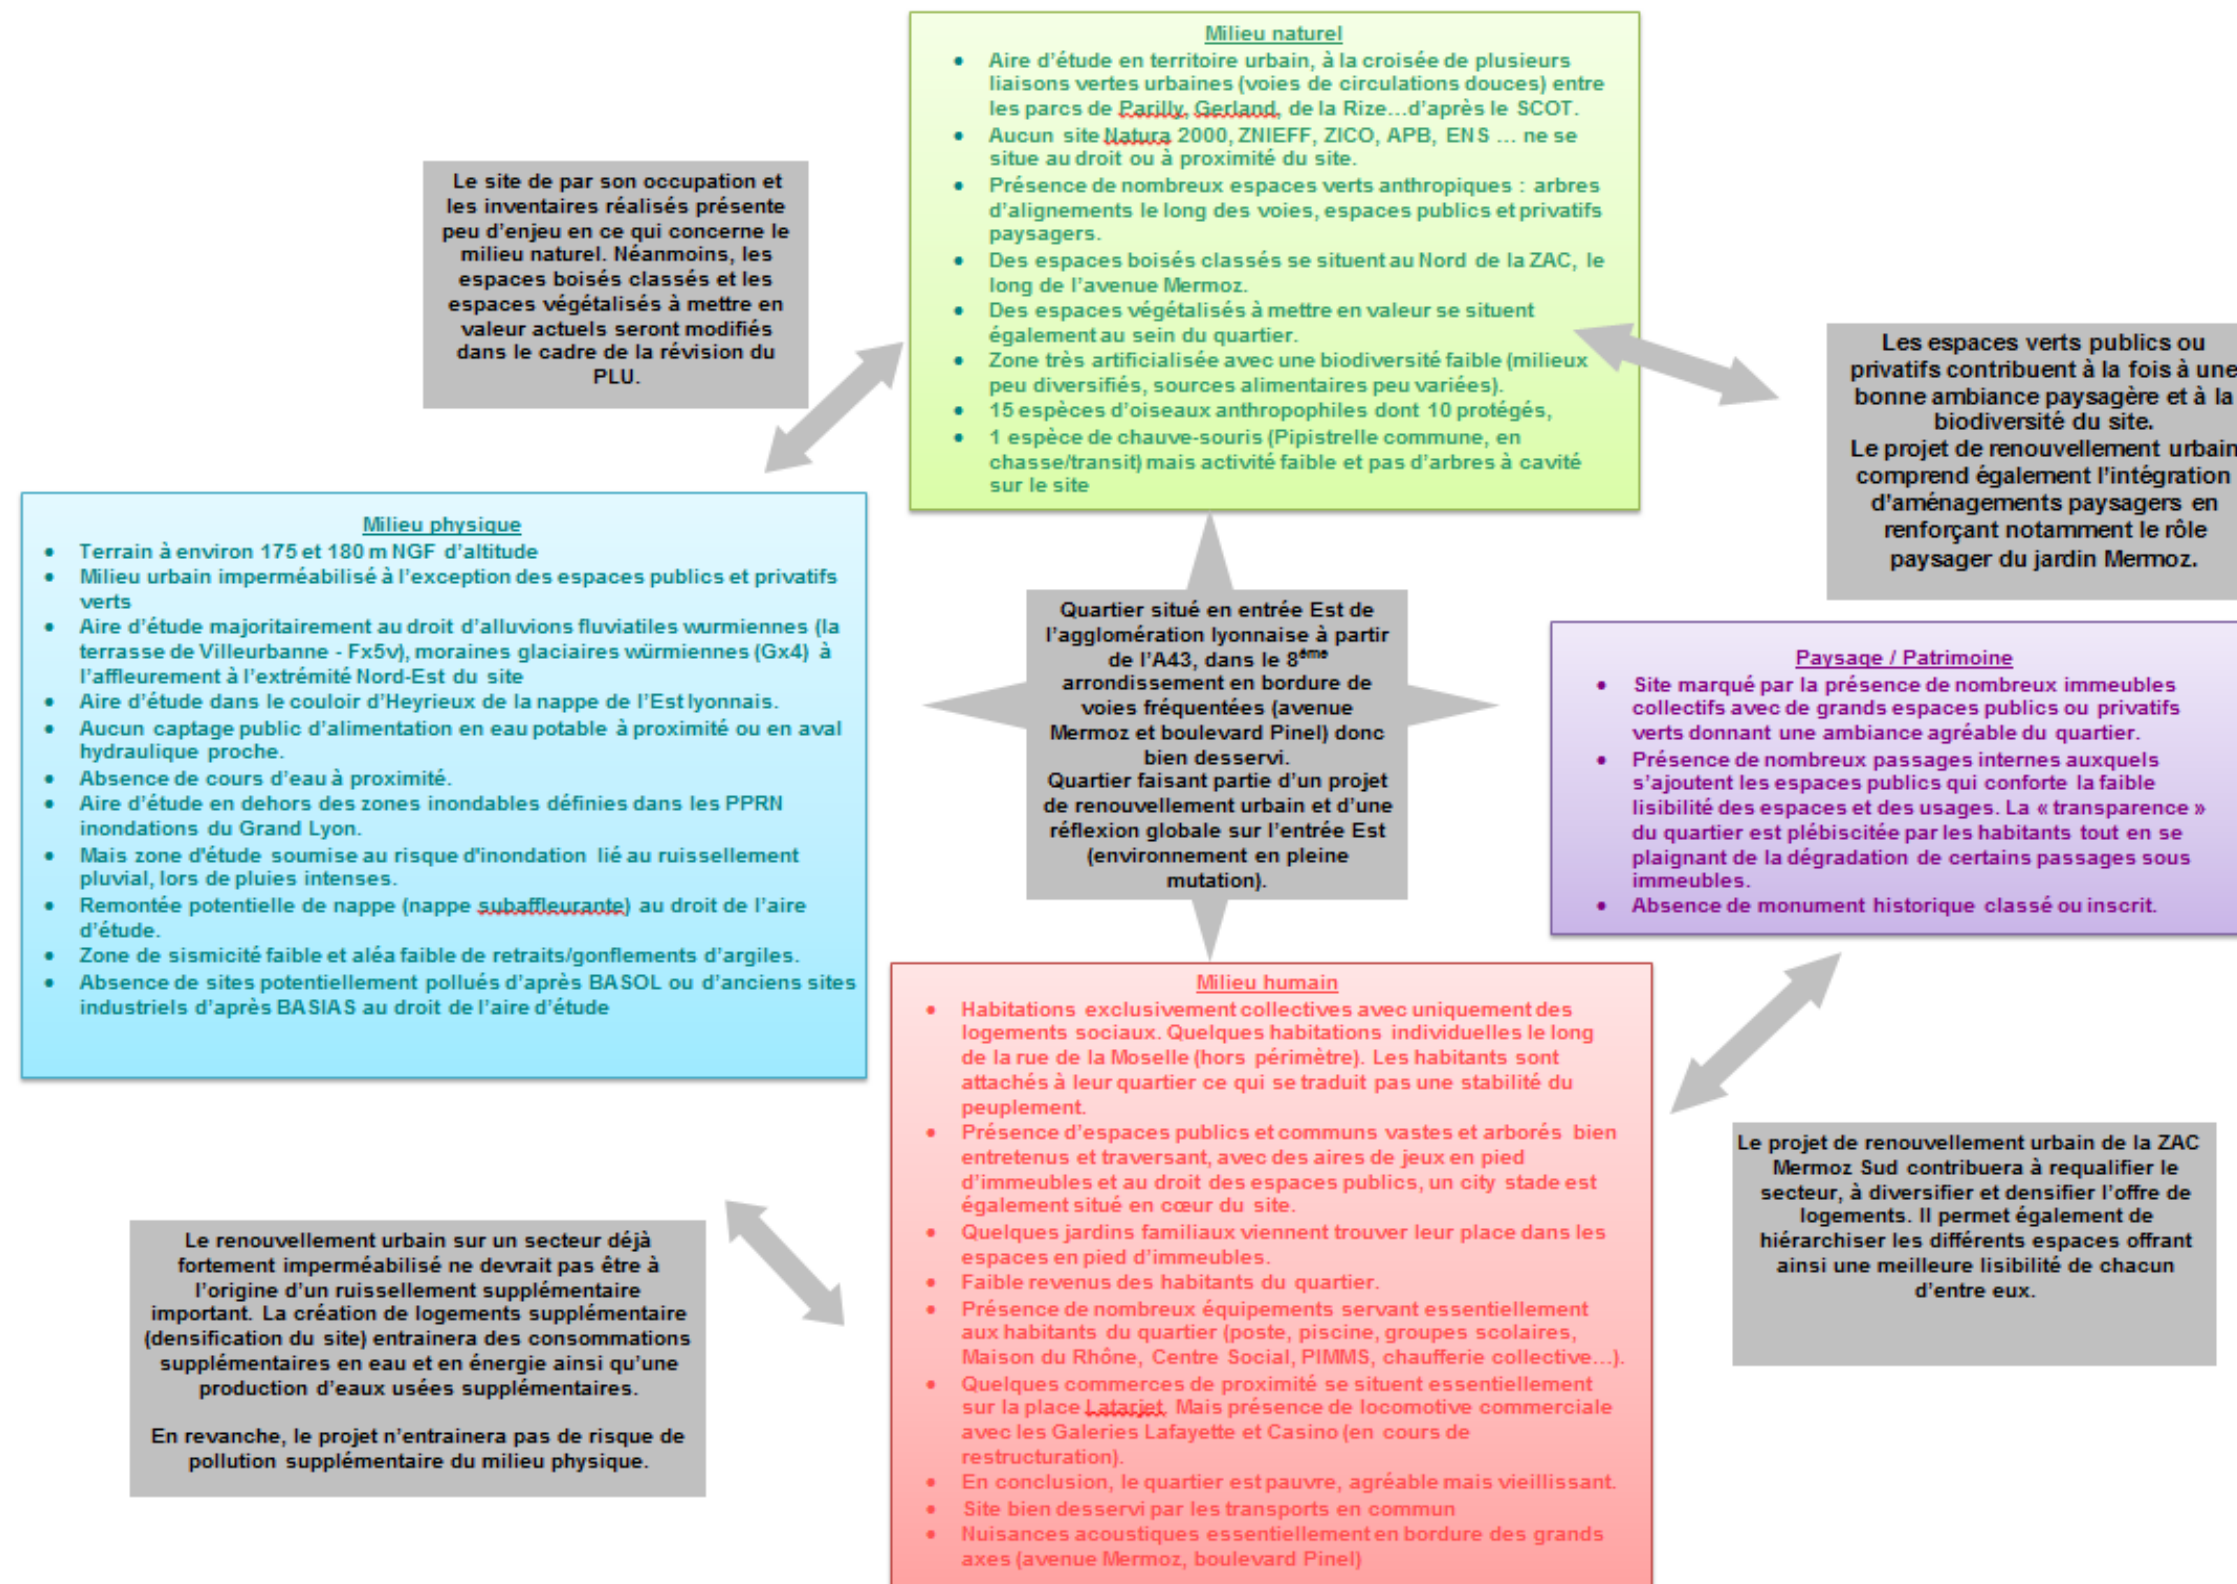 Milieu naturel
• Aire d'étude en territoire urbain, à la croisée de plusieurs
liaisons vertes urbaines (voies de circulations douces) entre
les parcs de Parilly, Gerland, de la Rize...d'après le SCOT.
• Aucun site Natura 2000, ZNIEFF, ZICO, APB, ENS ... ne se
situe au droit ou à proximité du site.
• Présence de nombreux espaces verts anthropiques : arbres
d'alignements le long des voies, espaces publics et privatifs
paysagers.
• Des espaces boisés classés se situent au Nord de la ZAC, le
long de l'avenue Mermoz.
• Des espaces végétalisés à mettre en valeur se situent
également au sein du quartier.
• Zone très artificialisée avec une biodiversité faible (milieux
peu diversifiés, sources alimentaires peu variées).
• 15 espèces d'oiseaux anthropophiles dont 10 protégés,
• 1 espèce de chauve-souris (Pipistrelle commune, en
chasse/transit) mais activité faible et pas d'arbres à cavité
sur le site
Le site de par son occupation et
les inventaires réalisés présente
peu d'enjeu en ce qui concerne le
milieu naturel. Néanmoins, les
espaces boisés classés et les
espaces végétalisés à mettre en
valeur actuels seront modifiés
dans le cadre de la révision du
PLU.
Les espaces verts publics ou
privatifs contribuent à la fois à une
bonne ambiance paysagère et à la
biodiversité du site.
Le projet de renouvellement urbain
comprend également l'intégration
d'aménagements paysagers en
renforçant notamment le rôle
paysager du jardin Mermoz.
Milieu physique
• Terrain à environ 175 et 180 m NGF d'altitude
• Milieu urbain imperméabilisé à l'exception des espaces publics et privatifs
verts
• Aire d'étude majoritairement au droit d'alluvions fluviatiles wurmiennes (la
terrasse de Villeurbanne - Fx5v), moraines glaciaires würmiennes (Gx4) à
l'affleurement à l'extrémité Nord-Est du site
• Aire d'étude dans le couloir d'Heyrieux de la nappe de l'Est lyonnais.
• Aucun captage public d'alimentation en eau potable à proximité ou en aval
hydraulique proche.
• Absence de cours d'eau à proximité.
• Aire d'étude en dehors des zones inondables définies dans les PPRN
inondations du Grand Lyon.
• Mais zone d'étude soumise au risque d'inondation lié au ruissellement
pluvial, lors de pluies intenses.
• Remontée potentielle de nappe (nappe subaffleurante) au droit de l'aire
d'étude.
• Zone de sismicité faible et aléa faible de retraits/gonflements d'argiles.
• Absence de sites potentiellement pollués d'après BASOL ou d'anciens sites
industriels d'après BASIAS au droit de l'aire d'étude
Quartier situé en entrée Est de
l'agglomération lyonnaise à partir
de l'A43, dans le 8ème
arrondissement en bordure de
voies fréquentées (avenue
Mermoz et boulevard Pinel) donc
bien desservi.
Quartier faisant partie d'un projet
de renouvellement urbain et d'une
réflexion globale sur l'entrée Est
(environnement en pleine
mutation).
Paysage / Patrimoine
• Site marqué par la présence de nombreux immeubles
collectifs avec de grands espaces publics ou privatifs
verts donnant une ambiance agréable du quartier.
• Présence de nombreux passages internes auxquels
s'ajoutent les espaces publics qui conforte la faible
lisibilité des espaces et des usages. La « transparence »
du quartier est plébiscitée par les habitants tout en se
plaignant de la dégradation de certains passages sous
immeubles.
• Absence de monument historique classé ou inscrit.
Milieu humain
• Habitations exclusivement collectives avec uniquement des
logements sociaux. Quelques habitations individuelles le long
de la rue de la Moselle (hors périmètre). Les habitants sont
attachés à leur quartier ce qui se traduit pas une stabilité du
peuplement.
• Présence d'espaces publics et communs vastes et arborés bien
entretenus et traversant, avec des aires de jeux en pied
d'immeubles et au droit des espaces publics, un city stade est
également situé en cœur du site.
• Quelques jardins familiaux viennent trouver leur place dans les
espaces en pied d'immeubles.
• Faible revenus des habitants du quartier.
• Présence de nombreux équipements servant essentiellement
aux habitants du quartier (poste, piscine, groupes scolaires,
Maison du Rhône, Centre Social, PIMMS, chaufferie collective...).
• Quelques commerces de proximité se situent essentiellement
sur la place Latarjet. Mais présence de locomotive commerciale
avec les Galeries Lafayette et Casino (en cours de
restructuration).
• En conclusion, le quartier est pauvre, agréable mais vieillissant.
• Site bien desservi par les transports en commun
• Nuisances acoustiques essentiellement en bordure des grands
axes (avenue Mermoz, boulevard Pinel)
Le renouvellement urbain sur un secteur déjà
fortement imperméabilisé ne devrait pas être à
l'origine d'un ruissellement supplémentaire
important. La création de logements supplémentaire
(densification du site) entrainera des consommations
supplémentaires en eau et en énergie ainsi qu'une
production d'eaux usées supplémentaires.
En revanche, le projet n'entrainera pas de risque de
pollution supplémentaire du milieu physique.
Le projet de renouvellement urbain de la ZAC
Mermoz Sud contribuera à requalifier le
secteur, à diversifier et densifier l'offre de
logements. Il permet également de
hiérarchiser les différents espaces offrant
ainsi une meilleure lisibilité de chacun
d'entre eux.